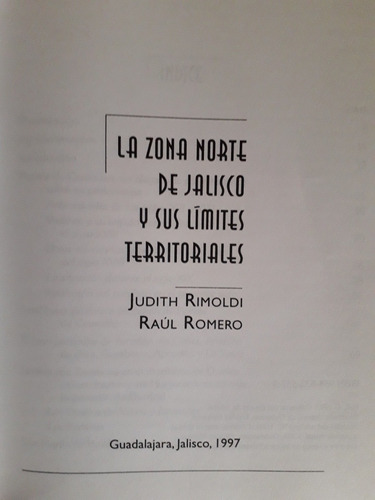 LA ZONA NORTE
DE JALISCO
Y SUS LÍMITES
TERRITORIALES
JUDITH RIMOLDI
RAÚL ROMERO
Guadalajara, Jalisco, 1997